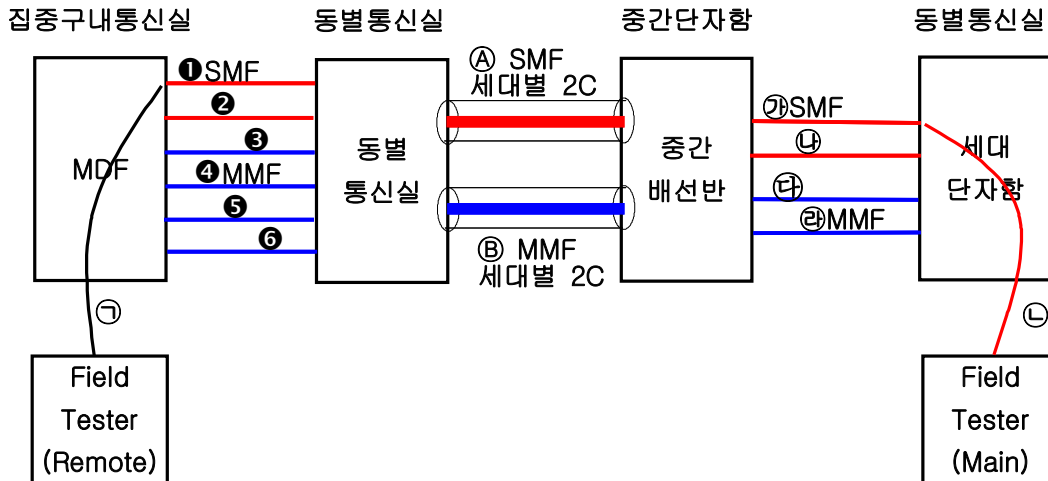 집중구내통신실
동별통신실
중간단자함
동별통신실
❶SMF
❷
❸
❹MMF
❺
❻
MDF
동별
통신실
Ⓐ SMF
세대별 2C
Ⓑ MMF
세대별 2C
중간
배선반
㉮SMF
㉯
㉰
㉱MMF
세대
단자함
㉠
㉡
Field
Tester
(Remote)
Field
Tester
(Main)